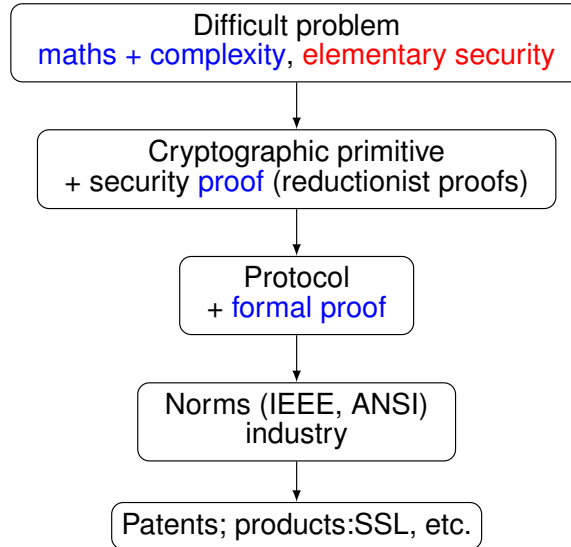 Difficult problem
maths + complexity, elementary security
Cryptographic primitive
+ security proof (reductionist proofs)
Protocol
+ formal proof
Norms (IEEE, ANSI)
industry
Patents; products:SSL, etc.